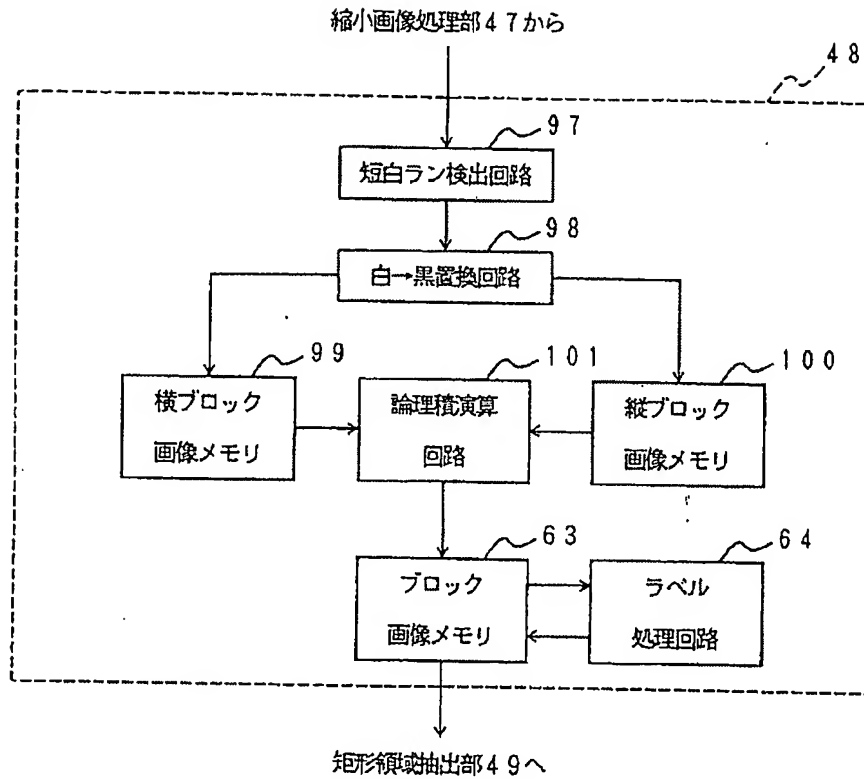 縮小画像処理部47から
48
97
短白ラン検出回路
98
白→黒置換回路
99
横ブロック
画像メモリ
101
論理積演算
回路
100
縦ブロック
画像メモリ
63
ブロック
画像メモリ
64
ラベル
処理回路
矩形領域抽出部49へ